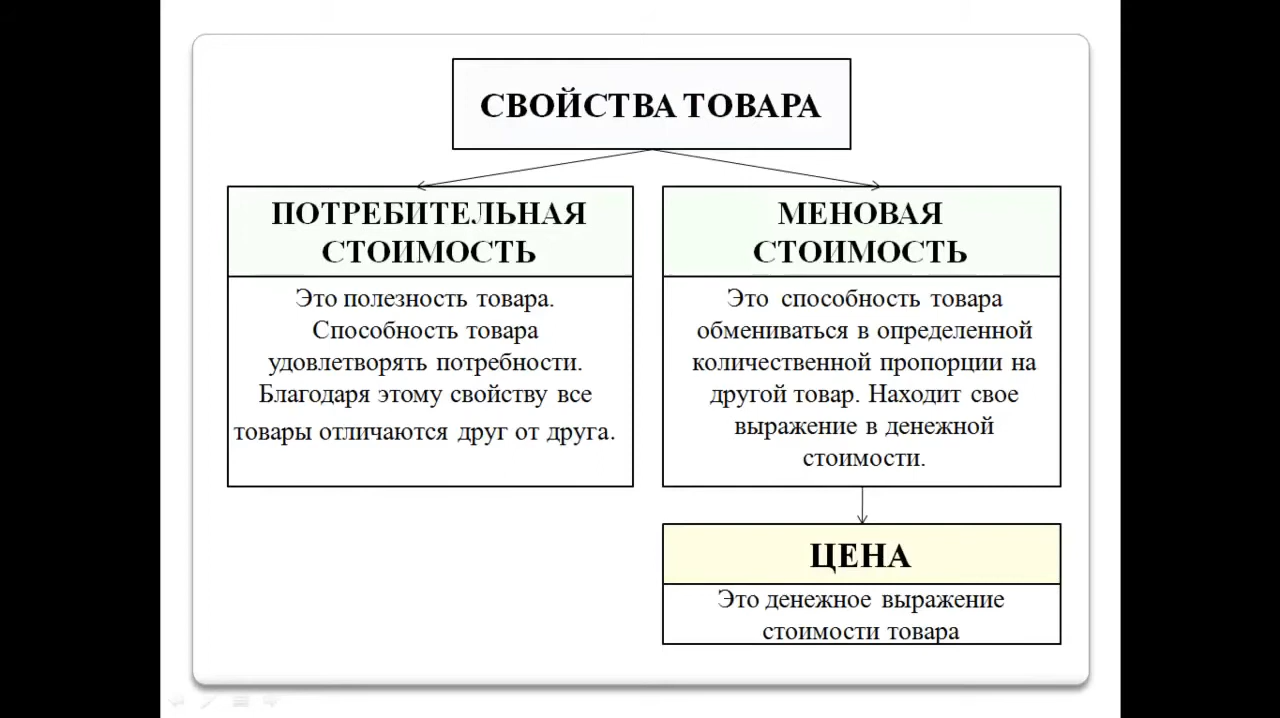 СВОЙСТВА ТОВАРА
ПОТРЕБИТЕЛЬНАЯ
СТОИМОСТЬ
Это полезность товара.
Способность товара
удовлетворять потребности.
Благодаря этому свойству все
товары отличаются друг от друга.
МЕНОВАЯ
СТОИМОСТЬ
Это способность товара
обмениваться в определенной
количественной пропорции на
другой товар. Находит свое
выражение в денежной
стоимости.
ЦЕНА
Это денежное выражение
стоимости товара